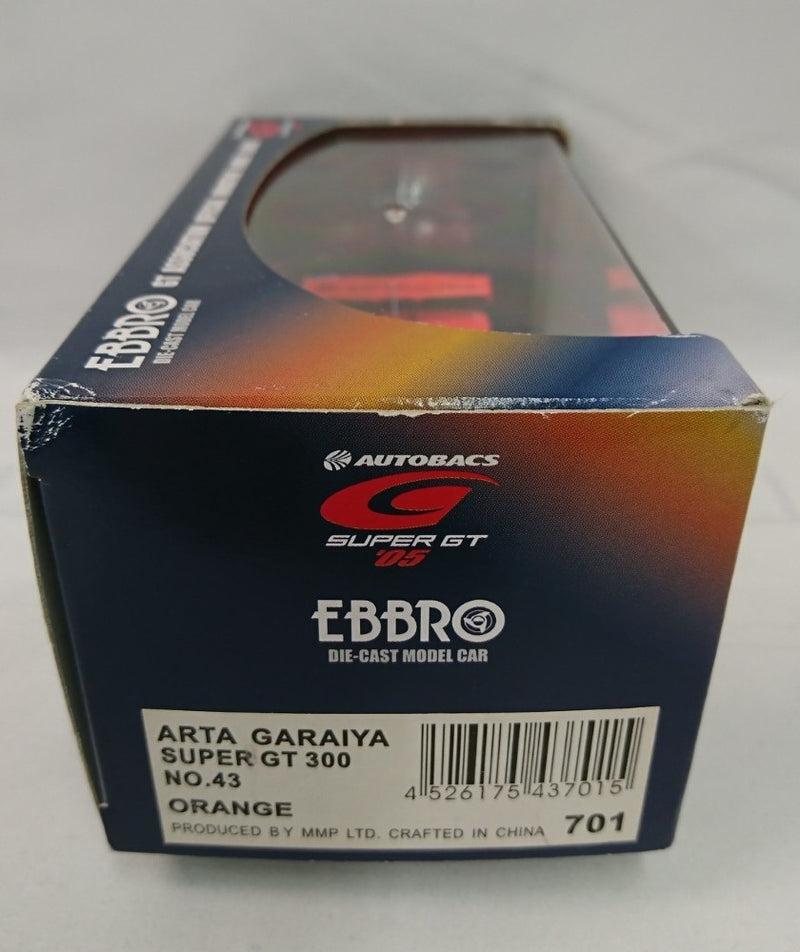 EBBRO
DIE-CAST MODEL CAR
AUTOBACS
SUPER GT
'05
EBBRO
DIE-CAST MODEL CAR
ARTA GARAIYA
SUPER GT 300
NO.43
ORANGE
PRODUCED BY MMP LTD. CRAFTED IN CHINA
4 526175 437015
701